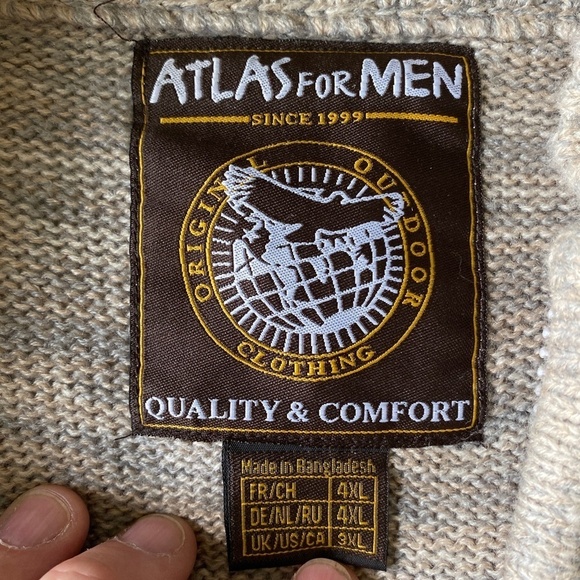 ATLAS FOR MEN
SINCE 1999
ORIGINAL OUTDOOR
CLOTHING
QUALITY & COMFORT
Made in Bangladesh
FR/CH 4XL
DE/NL/RU 4XL
UK/US/CA 3XL